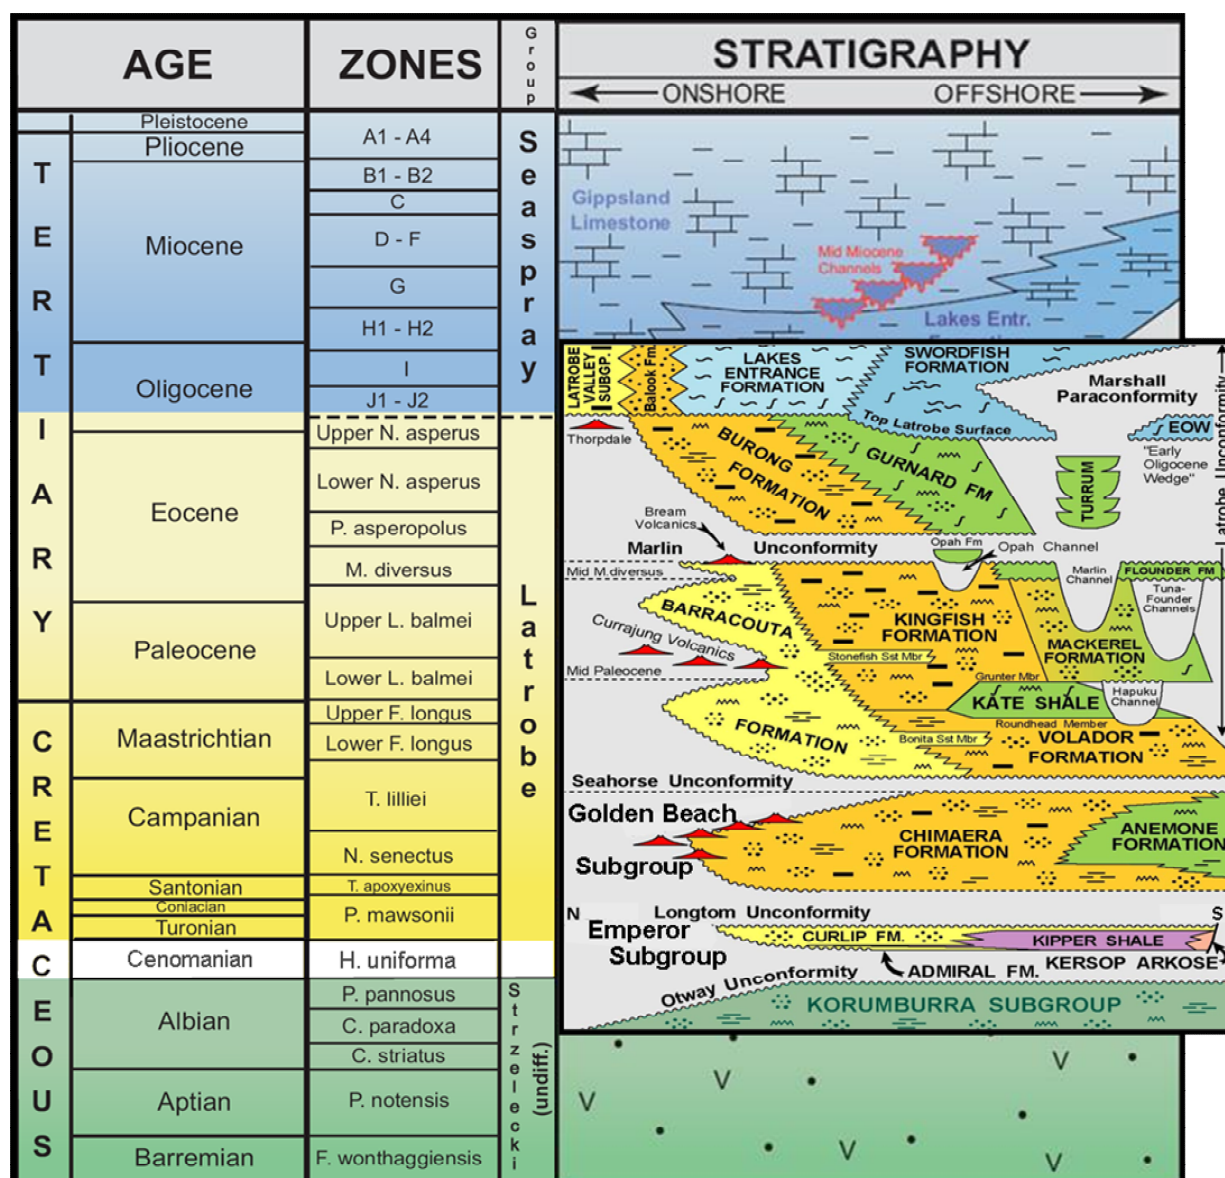 AGE
ZONES
Group
STRATIGRAPHY
ONSHORE
OFFSHORE
TERTIARY
CRETACEOUS
Pleistocene
Pliocene
Miocene
Oligocene
Eocene
Paleocene
Maastrichtian
Campanian
Santonian
Coniacian
Turonian
Cenomanian
Albian
Aptian
Barremian
A1 - A4
B1 - B2
C
D - F
G
H1 - H2
I
J1 - J2
Upper N. asperus
Lower N. asperus
P. asperopolus
M. diversus
Upper L. balmei
Lower L. balmei
Upper F. longus
Lower F. longus
T. lilliei
N. senectus
T. apoxyexinus
P. mawsonii
H. uniforma
P. pannosus
C. paradoxa
C. striatus
P. notensis
F. wonthaggiensis
Seaspray
Latrobe
Strzelecki
(undiff.)
Gippsland
Limestone
Mid Miocene
Channels
Lakes Entr.
LATROBE
VALLEY
SUBGP.
Balook Fm.
LAKES
ENTRANCE
FORMATION
SWORDFISH
FORMATION
Marshall
Paraconformity
Top Latrobe Surface
EOW
"Early
Oligocene
Wedge"
Latrobe Unconformity
Thorpdale
BURONG
FORMATION
GURNARD FM
TURRUM
Bream
Volcanics
Marlin Unconformity
Opah Fm
Opah Channel
Mid M.diversus
Marlin
Channel
FLOUNDER FM
Tuna-
Founder
Channels
BARRACOUTA
KINGFISH
FORMATION
MACKEREL
FORMATION
Currajung Volcanics
Stonefish Sst Mbr
Mid Paleocene
Grunter Mbr
KATE SHALE
Hapuku
Channel
FORMATION
Roundhead Member
Bonita Sst Mbr
VOLADOR
FORMATION
Seahorse Unconformity
Golden Beach
Subgroup
CHIMAERA
FORMATION
ANEMONE
FORMATION
N
Longtom Unconformity
S
Emperor
Subgroup
CURLIP FM.
KIPPER SHALE
ADMIRAL FM.
KERSOP ARKOSE
Otway Unconformity
KORUMBURRA SUBGROUP
V
V
V
V
V